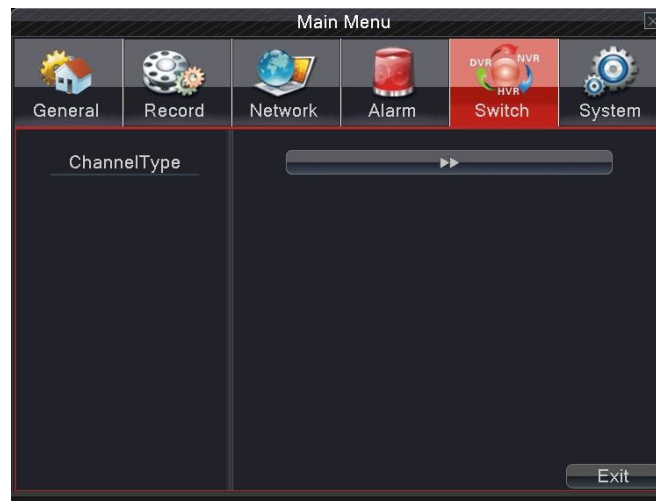 Main Menu
DVR NVR
HVR
General Record Network Alarm Switch System
ChannelType
Exit